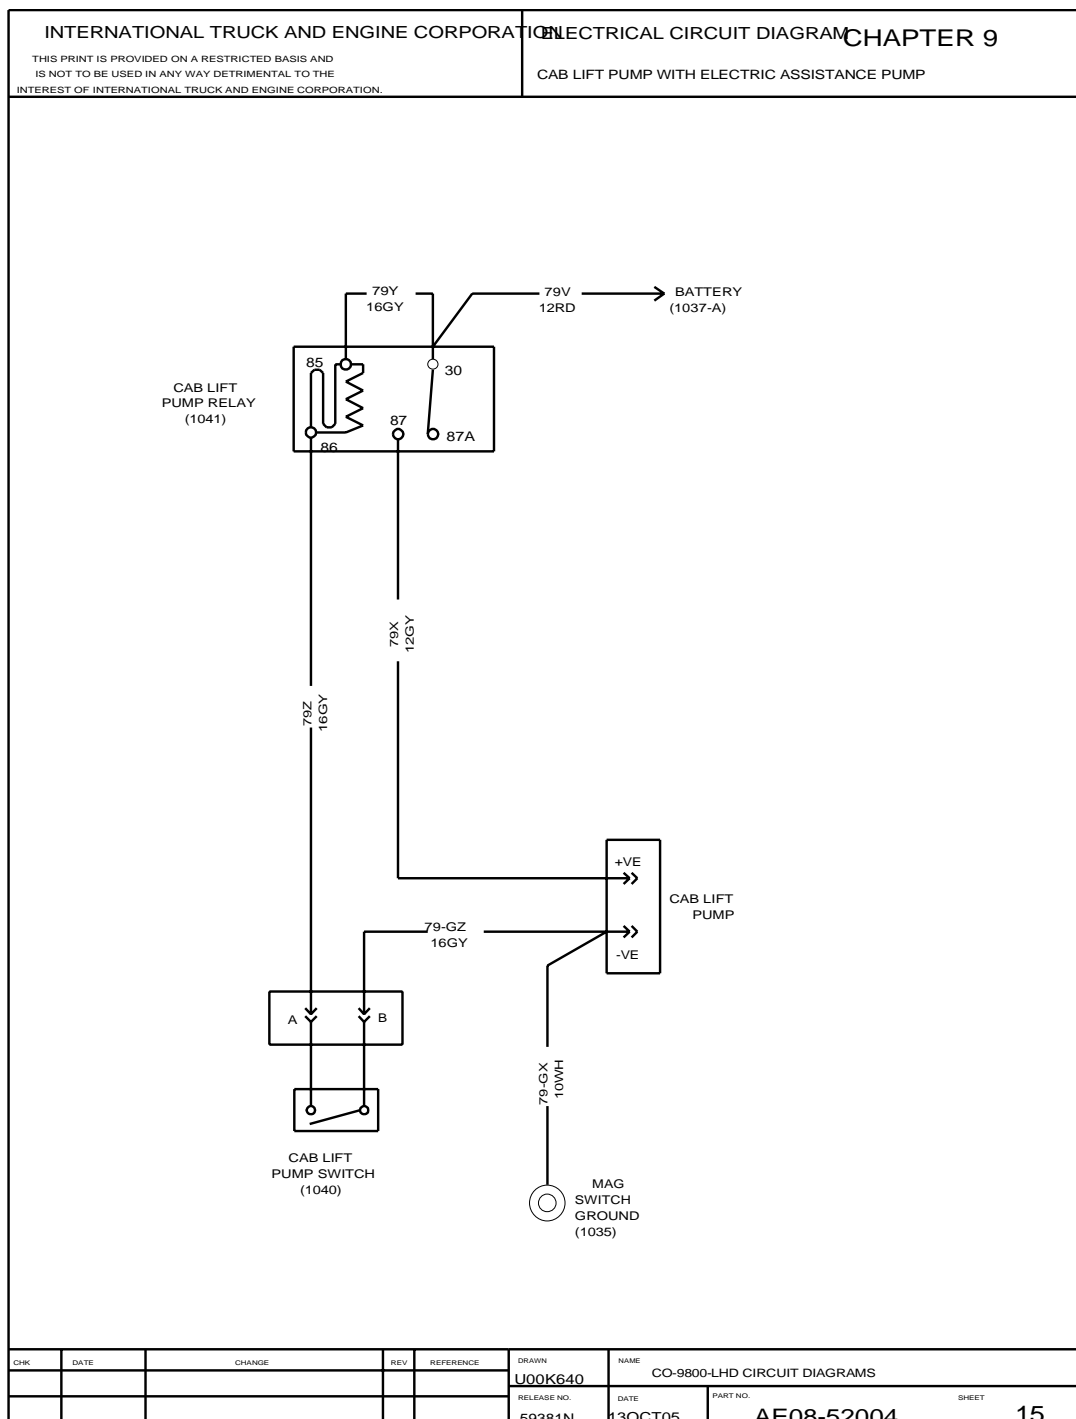 INTERNATIONAL TRUCK AND ENGINE CORPORATION
THIS PRINT IS PROVIDED ON A RESTRICTED BASIS AND
IS NOT TO BE USED IN ANY WAY DETRIMENTAL TO THE
INTEREST OF INTERNATIONAL TRUCK AND ENGINE CORPORATION.
ELECTRICAL CIRCUIT DIAGRAM
CHAPTER 9
CAB LIFT PUMP WITH ELECTRIC ASSISTANCE PUMP
79Y
16GY
79V
12RD
BATTERY
(1037-A)
85
30
CAB LIFT
PUMP RELAY
(1041)
87
87A
86
79X
12GY
79Z
16GY
+VE
CAB LIFT
PUMP
79-GZ
16GY
-VE
A
B
79-GX
10WH
CAB LIFT
PUMP SWITCH
(1040)
MAG
SWITCH
GROUND
(1035)
CHK
DATE
CHANGE
REV
REFERENCE
DRAWN
U00K640
NAME
CO-9800-LHD CIRCUIT DIAGRAMS
RELEASE NO.
59381N
DATE
13OCT05
PART NO.
AE08-52004
SHEET
15